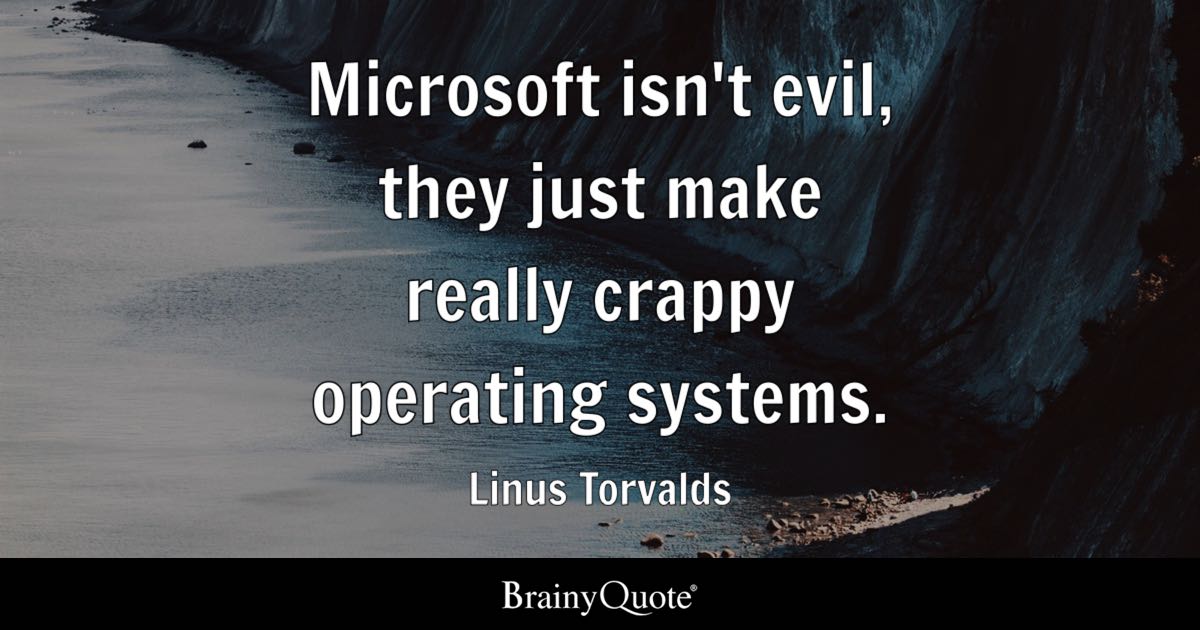 Microsoft isn't evil,
they just make
really crappy
operating systems.
Linus Torvalds
BrainyQuote®